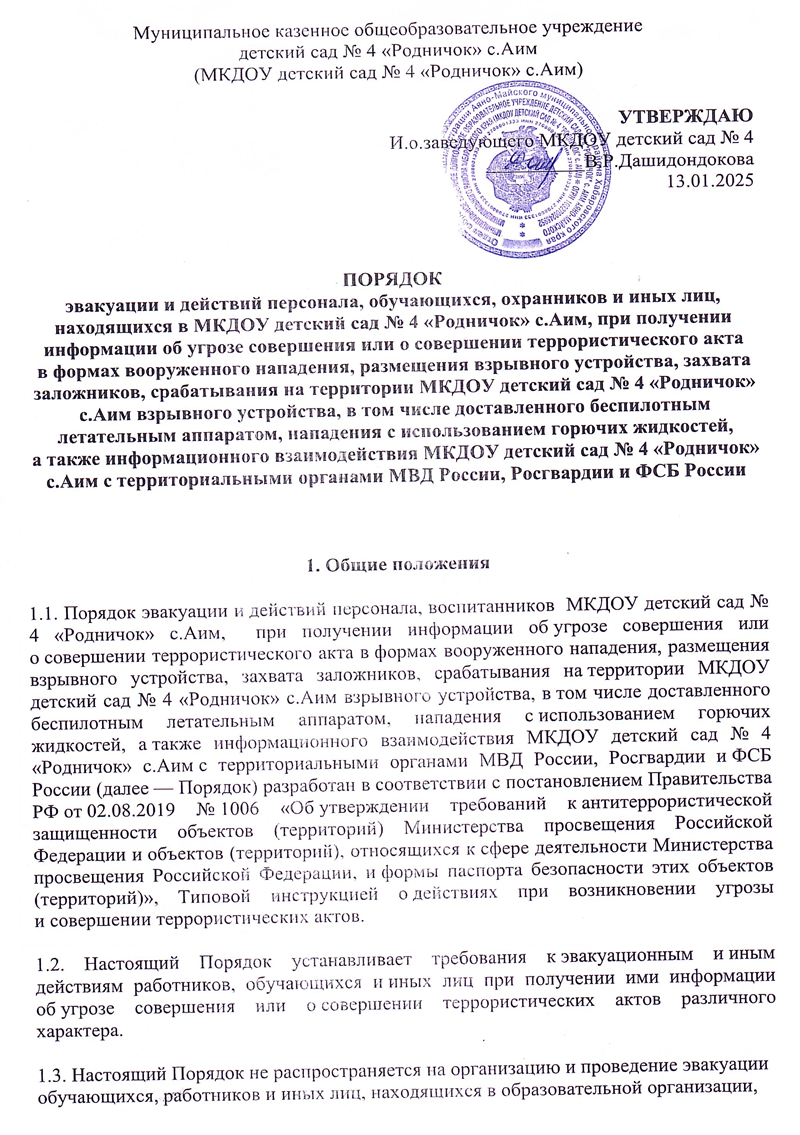 Муниципальное казенное общеобразовательное учреждение
детский сад № 4 «Родничок» с.Аим
(МКДОУ детский сад № 4 «Родничок» с.Аим)
УТВЕРЖДАЮ
И.о.заведующего МКДОУ детский сад № 4
В.Р.Дашидондокова
13.01.2025
ПОРЯДОК
эвакуации и действий персонала, обучающихся, охранников и иных лиц,
находящихся в МКДОУ детский сад № 4 «Родничок» с.Аим, при получении
информации об угрозе совершения или о совершении террористического акта
в формах вооруженного нападения, размещения взрывного устройства, захвата
заложников, срабатывания на территории МКДОУ детский сад № 4 «Родничок»
с.Аим взрывного устройства, в том числе доставленного беспилотным
летательным аппаратом, нападения с использованием горючих жидкостей,
а также информационного взаимодействия МКДОУ детский сад № 4 «Родничок»
с.Аим с территориальными органами МВД России, Росгвардии и ФСБ России
1. Общие положения
1.1. Порядок эвакуации и действий персонала, воспитанников МКДОУ детский сад №
4 «Родничок» с.Аим, при получении информации об угрозе совершения или
о совершении террористического акта в формах вооруженного нападения, размещения
взрывного устройства, захвата заложников, срабатывания на территории МКДОУ
детский сад № 4 «Родничок» с.Аим взрывного устройства, в том числе доставленного
беспилотным летательным аппаратом, нападения с использованием горючих
жидкостей, а также информационного взаимодействия МКДОУ детский сад № 4
«Родничок» с.Аим с территориальными органами МВД России, Росгвардии и ФСБ
России (далее — Порядок) разработан в соответствии с постановлением Правительства
РФ от 02.08.2019 № 1006 «Об утверждении требований к антитеррористической
защищенности объектов (территорий) Министерства просвещения Российской
Федерации и объектов (территорий), относящихся к сфере деятельности Министерства
просвещения Российской Федерации, и формы паспорта безопасности этих объектов
(территорий)», Типовой инструкцией о действиях при возникновении угрозы
и совершении террористических актов.
1.2. Настоящий Порядок устанавливает требования к эвакуационным и иным
действиям работников, обучающихся и иных лиц при получении ими информации
об угрозе совершения или о совершении террористических актов различного
характера.
1.3. Настоящий Порядок не распространяется на организацию и проведение эвакуации
обучающихся, работников и иных лиц, находящихся в образовательной организации,